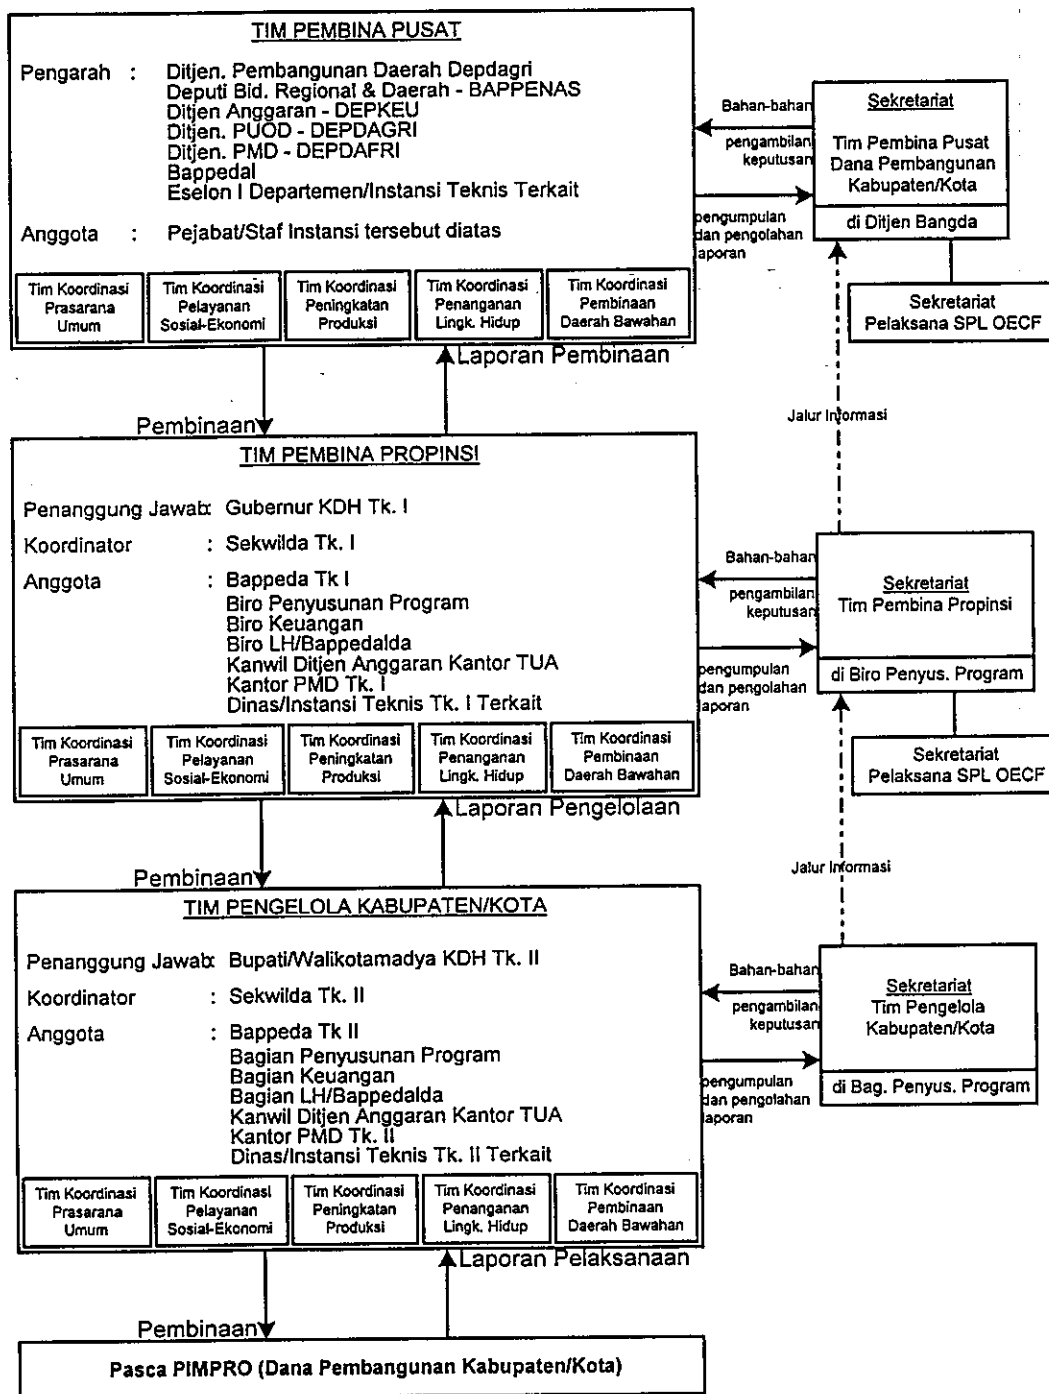 TIM PEMBINA PUSAT
Pengarah : Ditjen. Pembangunan Daerah Depdagri
Deputi Bid. Regional & Daerah - BAPPENAS
Ditjen Anggaran - DEPKEU
Ditjen. PUOD - DEPDAGRI
Ditjen. PMD - DEPDAFRI
Bappedal
Eselon I Departemen/Instansi Teknis Terkait
Anggota : Pejabat/Staf Instansi tersebut diatas
Tim Koordinasi
Prasarana
Umum
Tim Koordinasi
Pelayanan
Sosial-Ekonomi
Tim Koordinasi
Peningkatan
Produksi
Tim Koordinasi
Penanganan
Lingk. Hidup
Tim Koordinasi
Pembinaan
Daerah Bawahan
Bahan-bahan
pengambilan
keputusan
pengumpulan
dan pengolahan
laporan
Sekretariat
Tim Pembina Pusat
Dana Pembangunan
Kabupaten/Kota
di Ditjen Bangda
Sekretariat
Pelaksana SPL OECF
Laporan Pembinaan
Pembinaan
Jalur Informasi
TIM PEMBINA PROPINSI
Penanggung Jawab: Gubernur KDH Tk. I
Koordinator : Sekwilda Tk. I
Anggota : Bappeda Tk I
Biro Penyusunan Program
Biro Keuangan
Biro LH/Bappedalda
Kanwil Ditjen Anggaran Kantor TUA
Kantor PMD Tk. I
Dinas/Instansi Teknis Tk. I Terkait
Tim Koordinasi
Prasarana
Umum
Tim Koordinasi
Pelayanan
Sosial-Ekonomi
Tim Koordinasi
Peningkatan
Produksi
Tim Koordinasi
Penanganan
Lingk. Hidup
Tim Koordinasi
Pembinaan
Daerah Bawahan
Bahan-bahan
pengambilan
keputusan
pengumpulan
dan pengolahan
laporan
Sekretariat
Tim Pembina Propinsi
di Biro Penyus. Program
Sekretariat
Pelaksana SPL OECF
Laporan Pengelolaan
Pembinaan
Jalur Informasi
TIM PENGELOLA KABUPATEN/KOTA
Penanggung Jawab: Bupati/Walikotamadya KDH Tk. II
Koordinator : Sekwilda Tk. II
Anggota : Bappeda Tk II
Bagian Penyusunan Program
Bagian Keuangan
Bagian LH/Bappedalda
Kanwil Ditjen Anggaran Kantor TUA
Kantor PMD Tk. II
Dinas/Instansi Teknis Tk. II Terkait
Tim Koordinasi
Prasarana
Umum
Tim Koordinasi
Pelayanan
Sosial-Ekonomi
Tim Koordinasi
Peningkatan
Produksi
Tim Koordinasi
Penanganan
Lingk. Hidup
Tim Koordinasi
Pembinaan
Daerah Bawahan
Bahan-bahan
pengambilan
keputusan
pengumpulan
dan pengolahan
laporan
Sekretariat
Tim Pengelola
Kabupaten/Kota
di Bag. Penyus. Program
Laporan Pelaksanaan
Pembinaan
Pasca PIMPRO (Dana Pembangunan Kabupaten/Kota)